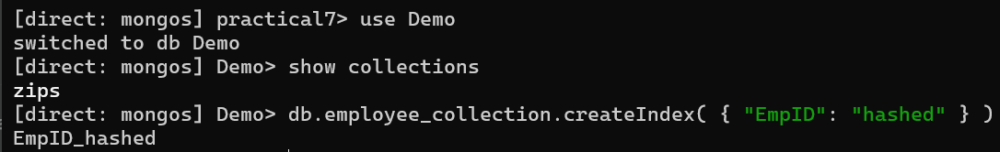 [direct: mongos] practical7> use Demo
switched to db Demo
[direct: mongos] Demo> show collections
zips
[direct: mongos] Demo> db.employee_collection.createIndex( { "EmpID": "hashed" } )
EmpID_hashed